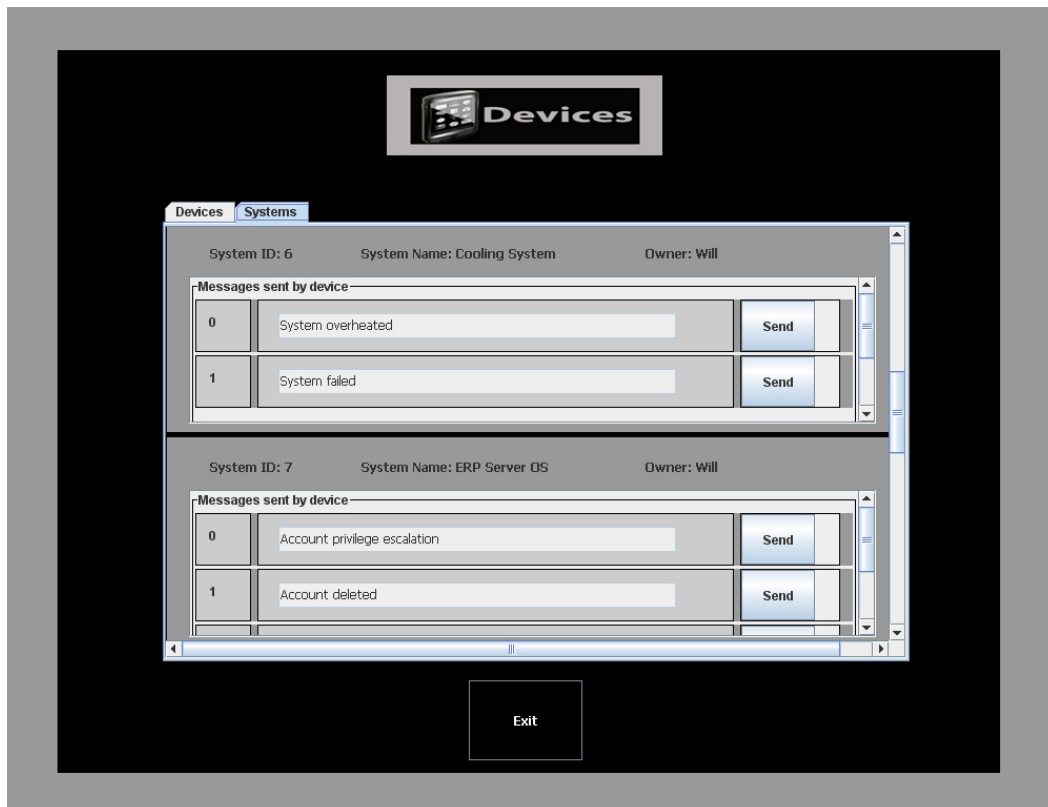 Devices
Devices Systems
System ID: 6 System Name: Cooling System Owner: Will
Messages sent by device
0 System overheated Send
1 System failed Send
System ID: 7 System Name: ERP Server OS Owner: Will
Messages sent by device
0 Account privilege escalation Send
1 Account deleted Send
Exit